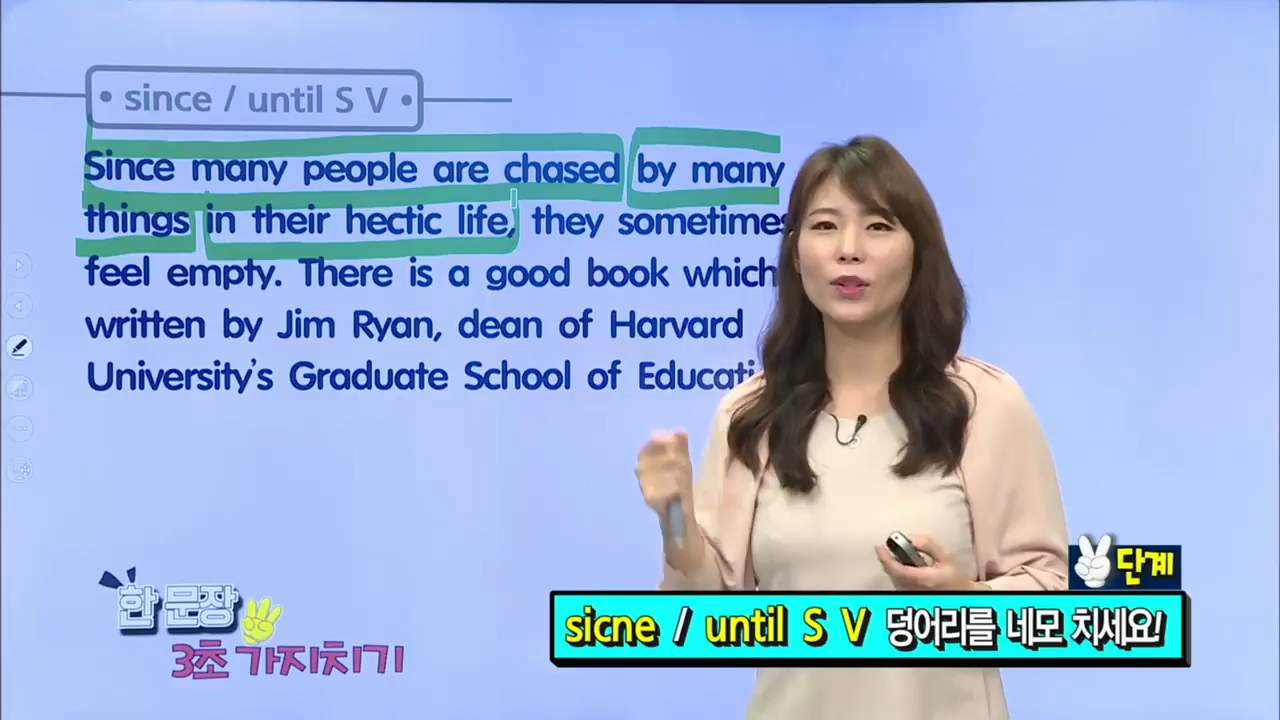 • since / until S V •
Since many people are chased by many
things in their hectic life, they sometimes
feel empty. There is a good book which
written by Jim Ryan, dean of Harvard
University's Graduate School of
한 문장
3초 가지치기
단계
sicne / until S V 덩어리를 네모 치세요!